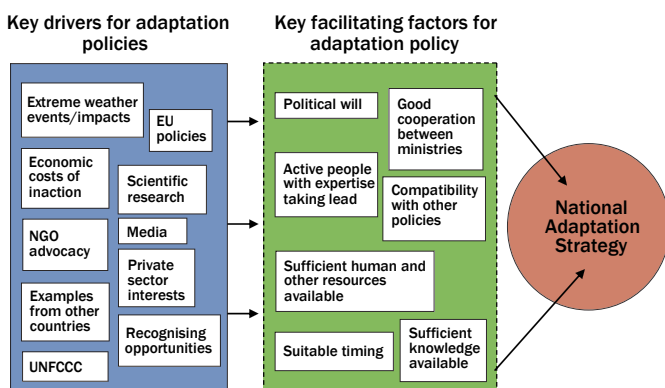 Key drivers for adaptation
policies
Extreme weather
events/impacts
EU
policies
Economic
costs of
inaction
Scientific
research
NGO
advocacy
Media
Private
sector
interests
Examples
from other
countries
Recognising
opportunities
UNFCCC
Key facilitating factors for
adaptation policy
Political will
Good
cooperation
between
ministries
Active people
with expertise
taking lead
Compatibility
with other
policies
Sufficient human and
other resources
available
Suitable timing
Sufficient
knowledge
available
National
Adaptation
Strategy